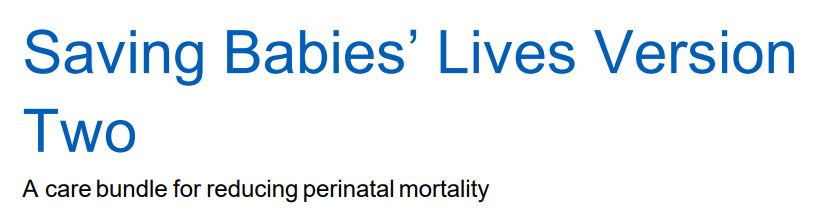 Saving Babies’ Lives Version
Two
A care bundle for reducing perinatal mortality